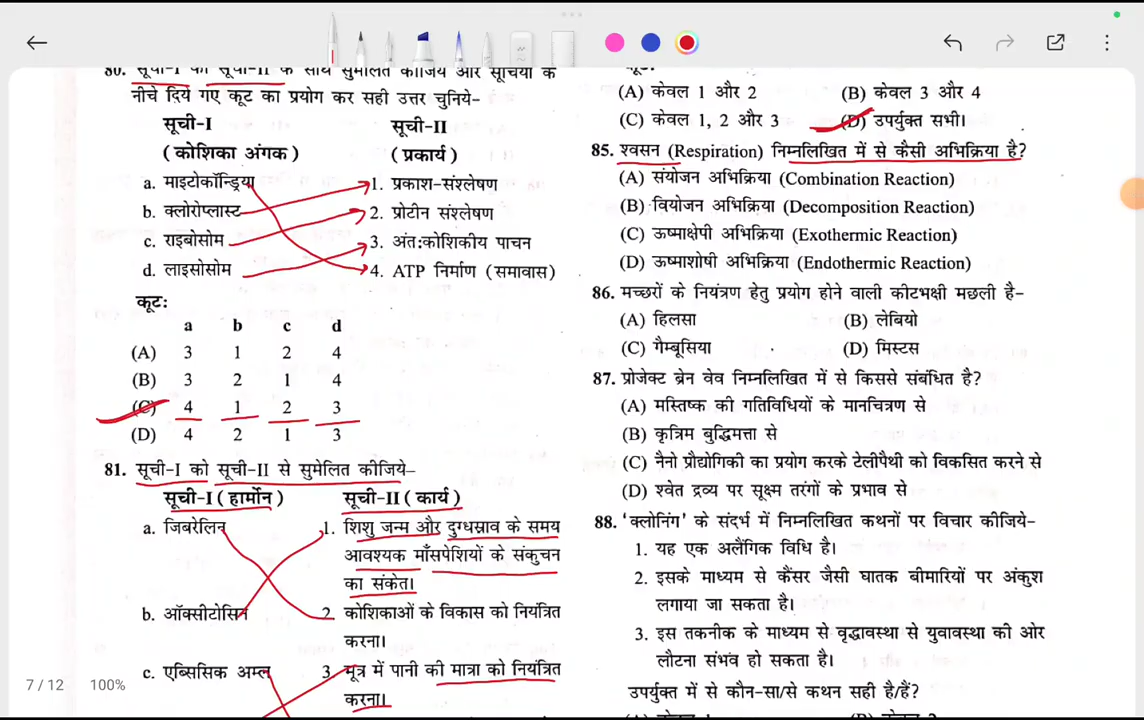 80. सूची-I को सूची-II के साथ सुमेलित कीजिये और सूचियों के
नीचे दिये गए कूट का प्रयोग कर सही उत्तर चुनिये–
सूची-I सूची-II
(कोशिका अंगक) (प्रकार्य)
a. माइटोकॉन्ड्रिया 1. प्रकाश-संश्लेषण
b. क्लोरोप्लास्ट 2. प्रोटीन संश्लेषण
c. राइबोसोम 3. अंतःकोशिकीय पाचन
d. लाइसोसोम 4. ATP निर्माण (समावास)
कूटः
a b c d
(A) 3 1 2 4
(B) 3 2 1 4
(C) 4 1 2 3
(D) 4 2 1 3
81. सूची-I को सूची-II से सुमेलित कीजिये–
सूची-I (हार्मोन) सूची-II (कार्य)
a. जिबरेलिन 1. शिशु जन्म और दुग्धस्राव के समय
आवश्यक माँसपेशियों के संकुचन
का संकेत।
b. ऑक्सीटोसिन 2. कोशिकाओं के विकास को नियंत्रित
करना।
c. एब्सिसिक अम्ल 3. मूत्र में पानी की मात्रा को नियंत्रित
करना।
7 / 12 100%
कूटः
(A) केवल 1 और 2 (B) केवल 3 और 4
(C) केवल 1, 2 और 3 (D) उपर्युक्त सभी।
85. श्वसन (Respiration) निम्नलिखित में से कैसी अभिक्रिया है?
(A) संयोजन अभिक्रिया (Combination Reaction)
(B) वियोजन अभिक्रिया (Decomposition Reaction)
(C) ऊष्माक्षेपी अभिक्रिया (Exothermic Reaction)
(D) ऊष्माशोषी अभिक्रिया (Endothermic Reaction)
86. मच्छरों के नियंत्रण हेतु प्रयोग होने वाली कीटभक्षी मछली है–
(A) हिलसा (B) लेबियो
(C) गैम्बूसिया (D) मिस्टस
87. प्रोजेक्ट ब्रेन वेव निम्नलिखित में से किससे संबंधित है?
(A) मस्तिष्क की गतिविधियों के मानचित्रण से
(B) कृत्रिम बुद्धिमत्ता से
(C) नैनो प्रौद्योगिकी का प्रयोग करके टेलीपैथी को विकसित करने से
(D) श्वेत द्रव्य पर सूक्ष्म तरंगों के प्रभाव से
88. 'क्लोनिंग' के संदर्भ में निम्नलिखित कथनों पर विचार कीजिये–
1. यह एक अलैंगिक विधि है।
2. इसके माध्यम से कैंसर जैसी घातक बीमारियों पर अंकुश
लगाया जा सकता है।
3. इस तकनीक के माध्यम से वृद्धावस्था से युवावस्था की ओर
लौटना संभव हो सकता है।
उपर्युक्त में से कौन-सा/से कथन सही है/हैं?